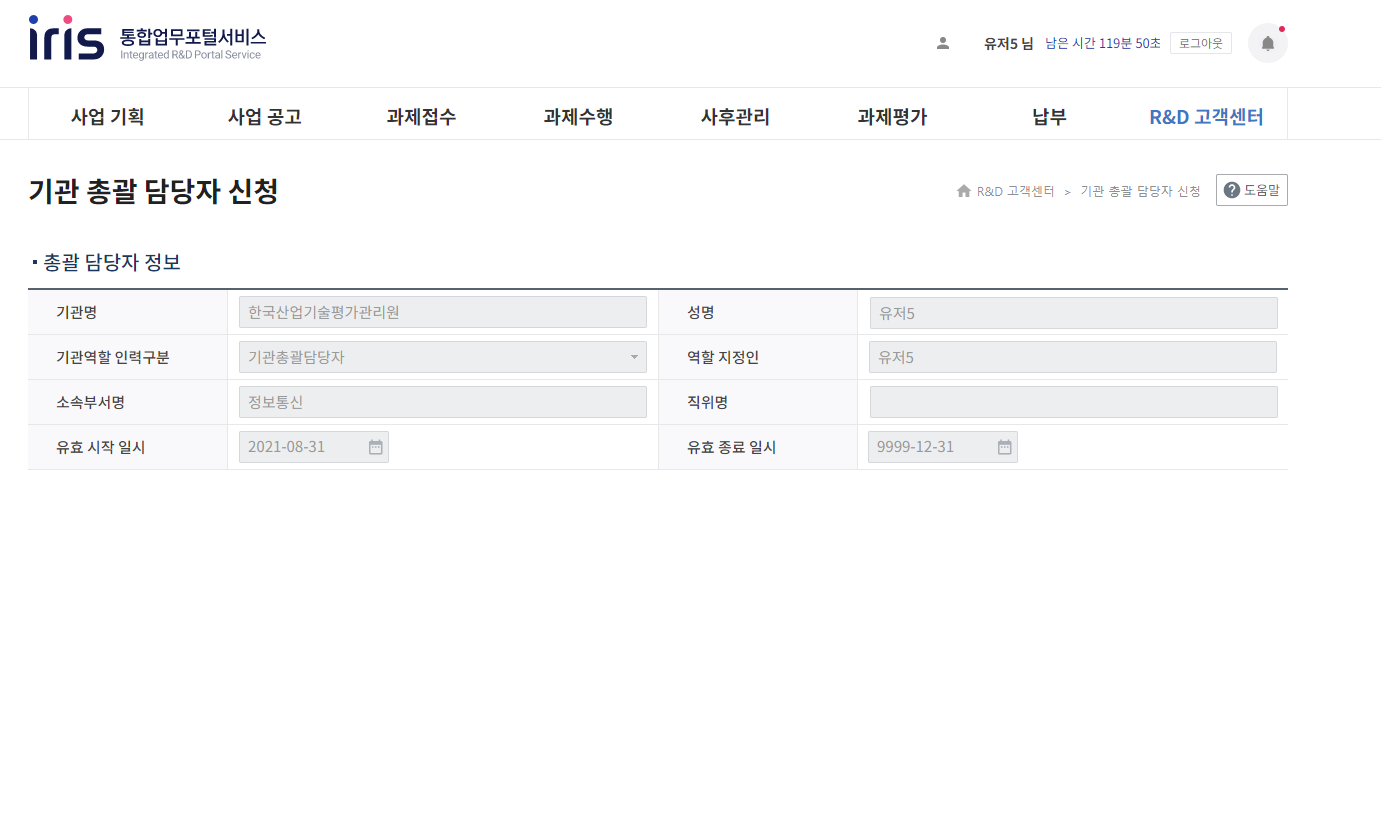 iris 통합업무포털서비스
Integrated R&D Portal Service
유저5 님 남은 시간 119분 50초 로그아웃
사업 기획 사업 공고 과제접수 과제수행 사후관리 과제평가 납부 R&D 고객센터
기관 총괄 담당자 신청
R&D 고객센터 > 기관 총괄 담당자 신청 ? 도움말
총괄 담당자 정보
기관명 한국산업기술평가관리원 성명 유저5
기관역할 인력구분 기관총괄담당자 역할 지정인 유저5
소속부서명 정보통신 직위명
유효 시작 일시 2021-08-31 유효 종료 일시 9999-12-31